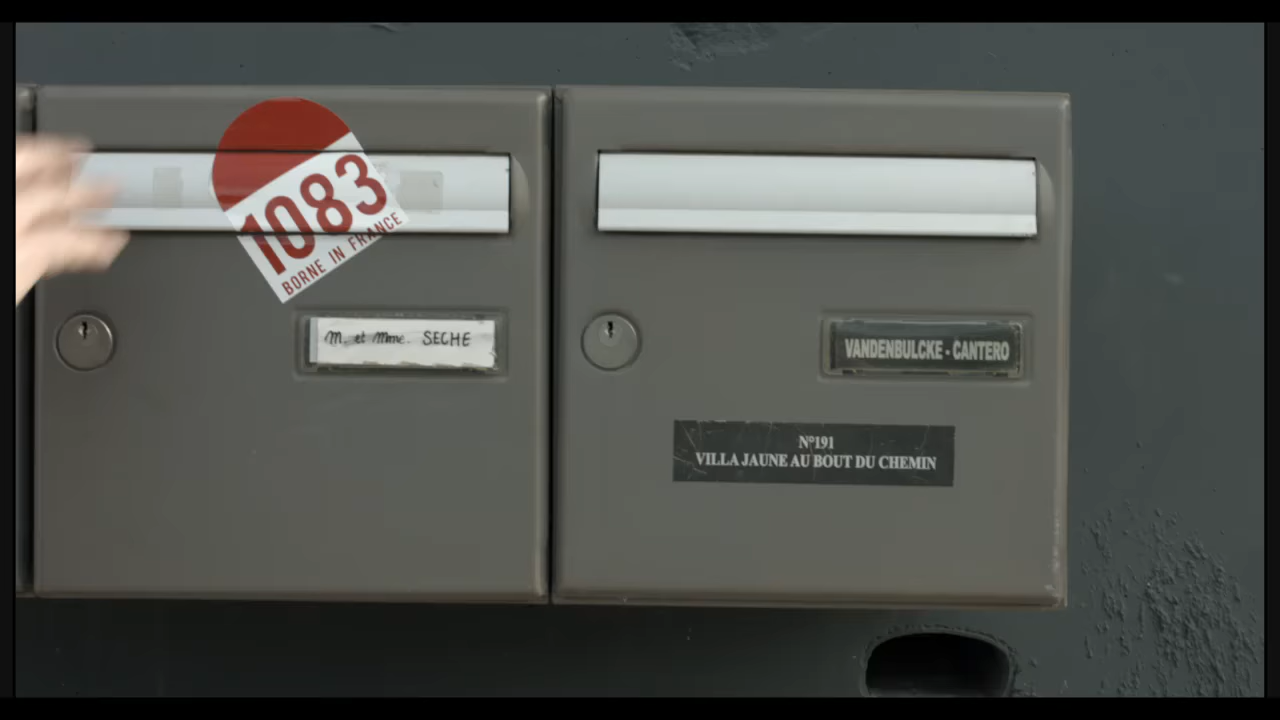 1083
BORNE IN FRANCE
M. et Mme. SECHE
VANDENBULCKE - CANTERO
N°191
VILLA JAUNE AU BOUT DU CHEMIN